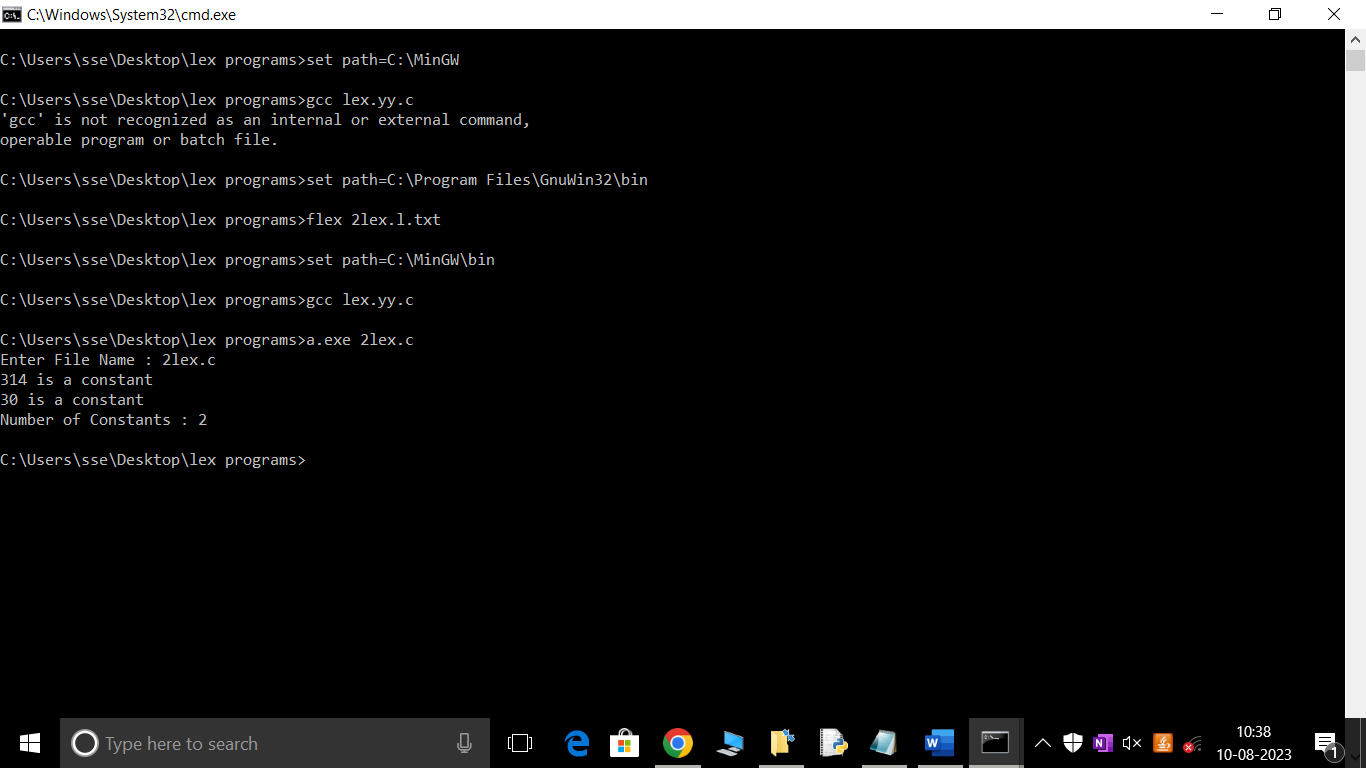 C:\Windows\System32\cmd.exe
C:\Users\sse\Desktop\lex programs>set path=C:\MinGW
C:\Users\sse\Desktop\lex programs>gcc lex.yy.c
'gcc' is not recognized as an internal or external command,
operable program or batch file.
C:\Users\sse\Desktop\lex programs>set path=C:\Program Files\GnuWin32\bin
C:\Users\sse\Desktop\lex programs>flex 2lex.l.txt
C:\Users\sse\Desktop\lex programs>set path=C:\MinGW\bin
C:\Users\sse\Desktop\lex programs>gcc lex.yy.c
C:\Users\sse\Desktop\lex programs>a.exe 2lex.c
Enter File Name : 2lex.c
314 is a constant
30 is a constant
Number of Constants : 2
C:\Users\sse\Desktop\lex programs>
Type here to search
10:38
10-08-2023
1